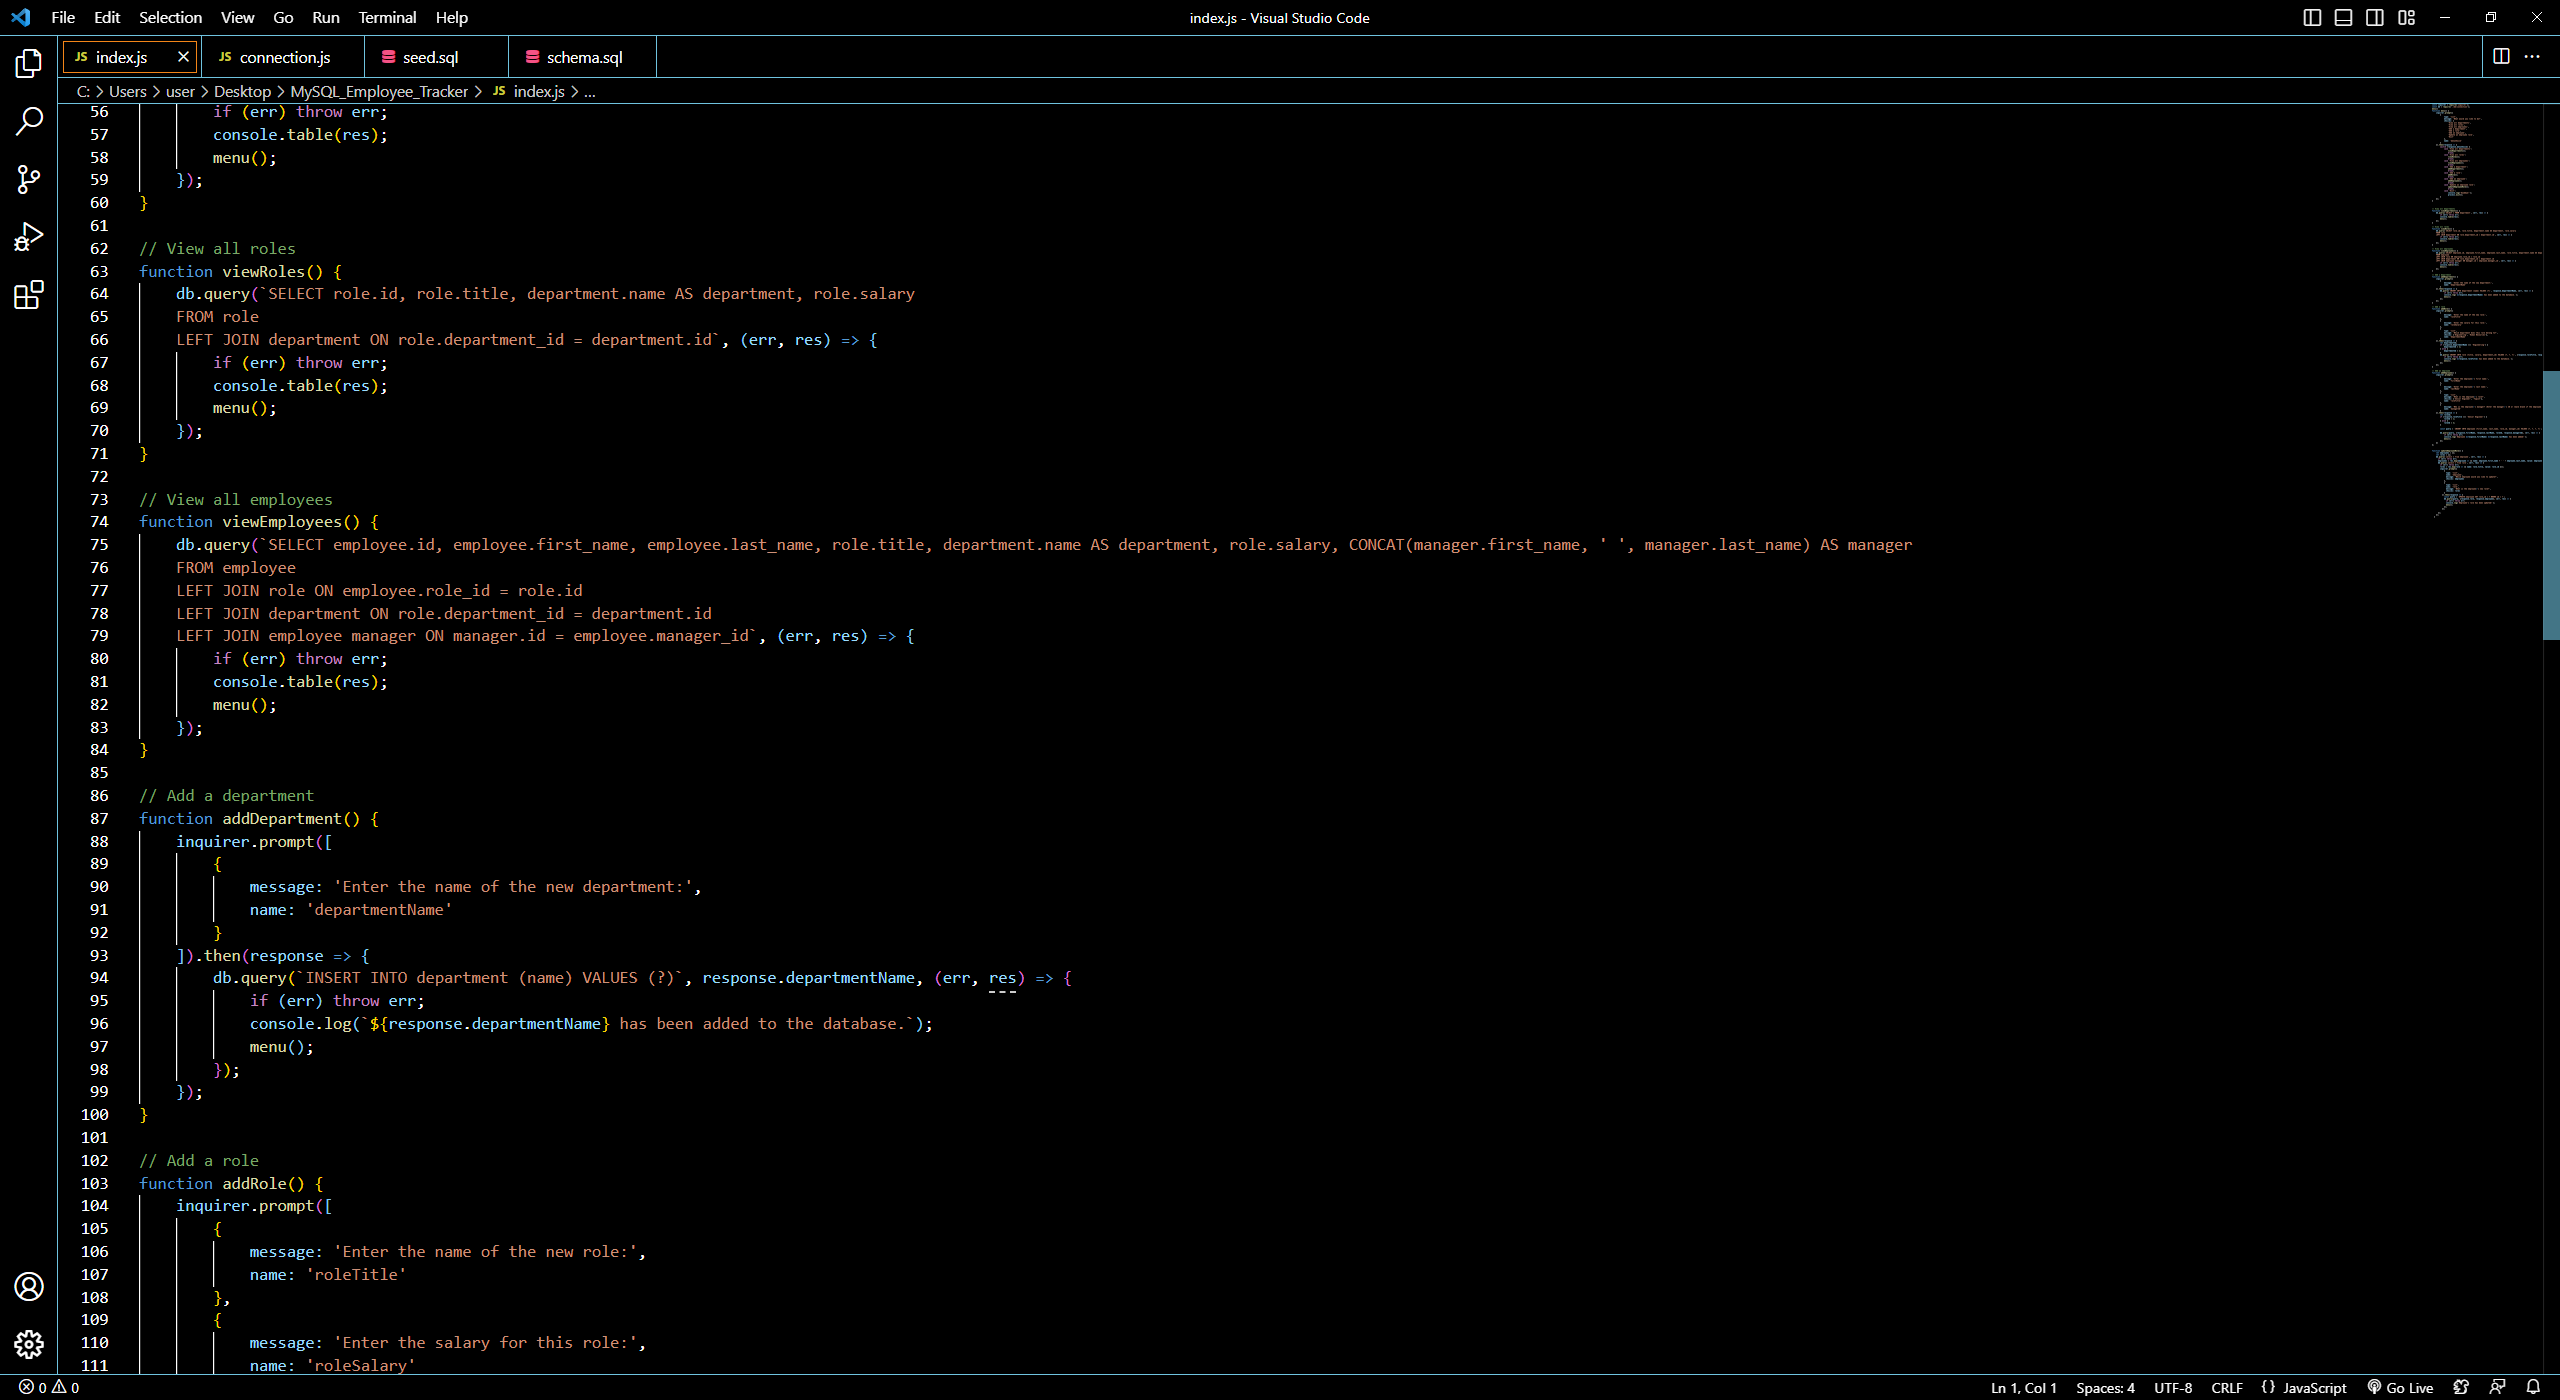 File Edit Selection View Go Run Terminal Help
index.js - Visual Studio Code
JS index.js
JS connection.js
seed.sql
schema.sql
C: > Users > user > Desktop > MySQL_Employee_Tracker > JS index.js > ...
56         if (err) throw err;
57         console.table(res);
58         menu();
59     });
60 }
61
62 // View all roles
63 function viewRoles() {
64     db.query(`SELECT role.id, role.title, department.name AS department, role.salary
65     FROM role
66     LEFT JOIN department ON role.department_id = department.id`, (err, res) => {
67         if (err) throw err;
68         console.table(res);
69         menu();
70     });
71 }
72
73 // View all employees
74 function viewEmployees() {
75     db.query(`SELECT employee.id, employee.first_name, employee.last_name, role.title, department.name AS department, role.salary, CONCAT(manager.first_name, ' ', manager.last_name) AS manager
76     FROM employee
77     LEFT JOIN role ON employee.role_id = role.id
78     LEFT JOIN department ON role.department_id = department.id
79     LEFT JOIN employee manager ON manager.id = employee.manager_id`, (err, res) => {
80         if (err) throw err;
81         console.table(res);
82         menu();
83     });
84 }
85
86 // Add a department
87 function addDepartment() {
88     inquirer.prompt([
89         {
90             message: 'Enter the name of the new department:',
91             name: 'departmentName'
92         }
93     ]).then(response => {
94         db.query(`INSERT INTO department (name) VALUES (?)`, response.departmentName, (err, res) => {
95             if (err) throw err;
96             console.log(`${response.departmentName} has been added to the database.`);
97             menu();
98         });
99     });
100 }
101
102 // Add a role
103 function addRole() {
104     inquirer.prompt([
105         {
106             message: 'Enter the name of the new role:',
107             name: 'roleTitle'
108         },
109         {
110             message: 'Enter the salary for this role:',
111             name: 'roleSalary'
0 0
Ln 1, Col 1 Spaces: 4 UTF-8 CRLF {} JavaScript Go Live